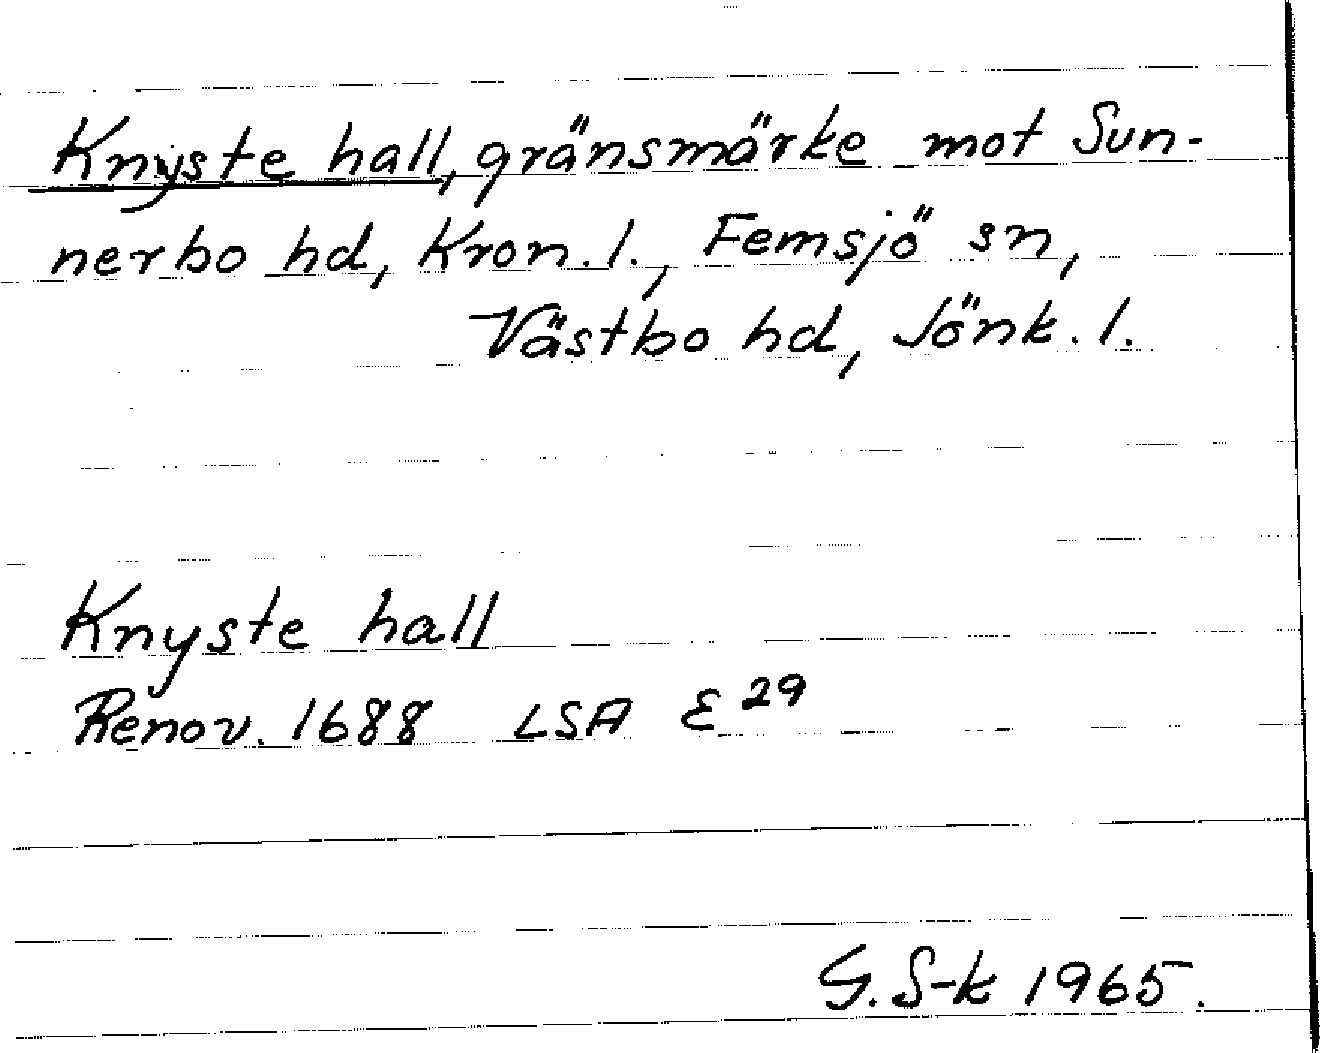 Knyste hall, gränsmärke mot Sun-
nerbo hd, Kron. l., Femsjö sn,
Västbo hd, Jönk. l.
Knyste hall
Renov. 1688 LSA E 29
G. S-k 1965.